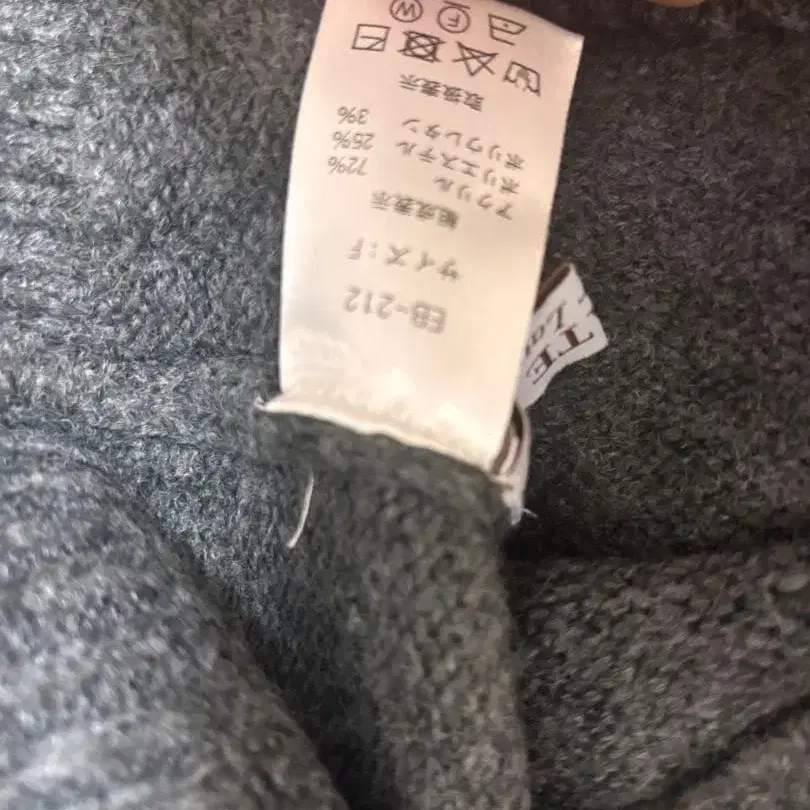 EB-212
サイズ：F
組成表示
アクリル 72%
ポリエステル 25%
ポリウレタン 3%
取扱表示
F W
TE